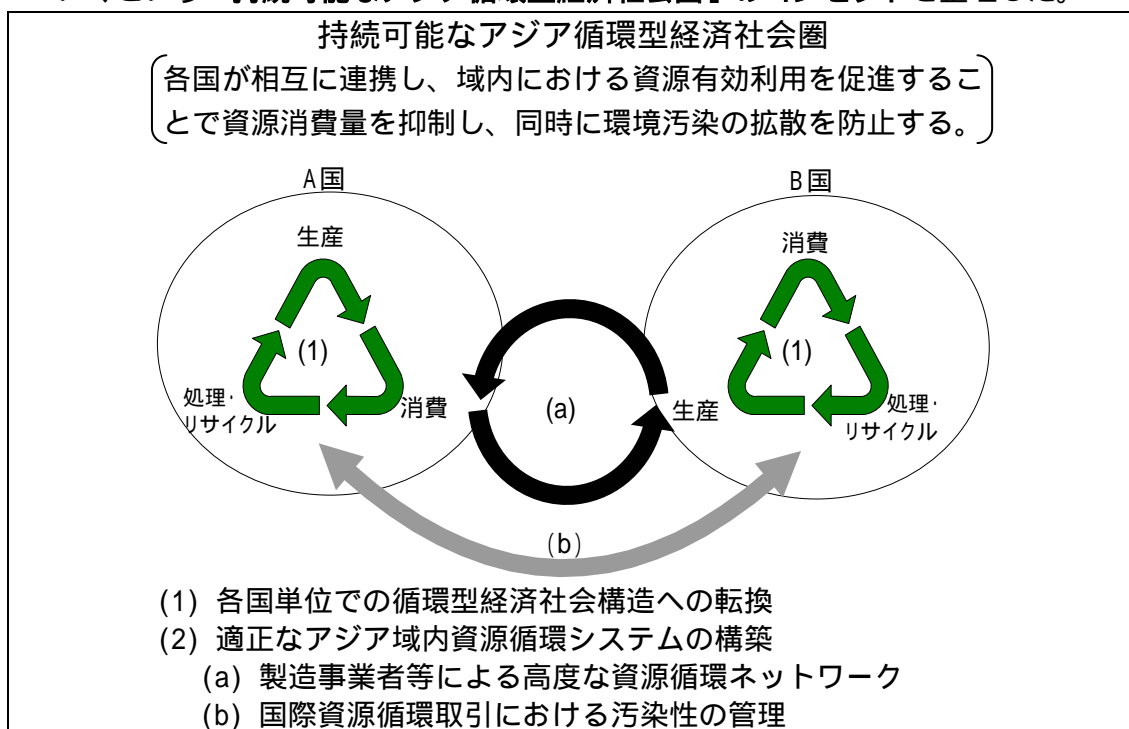 持続可能なアジア循環型経済社会圏
各国が相互に連携し、域内における資源有効利用を促進するこ
とで資源消費量を抑制し、同時に環境汚染の拡散を防止する。
A国
B国
生産
消費
(1)
(1)
処理・
リサイクル
消費
(a)
生産
処理・
リサイクル
(b)
(1) 各国単位での循環型経済社会構造への転換
(2) 適正なアジア域内資源循環システムの構築
(a) 製造事業者等による高度な資源循環ネットワーク
(b) 国際資源循環取引における汚染性の管理